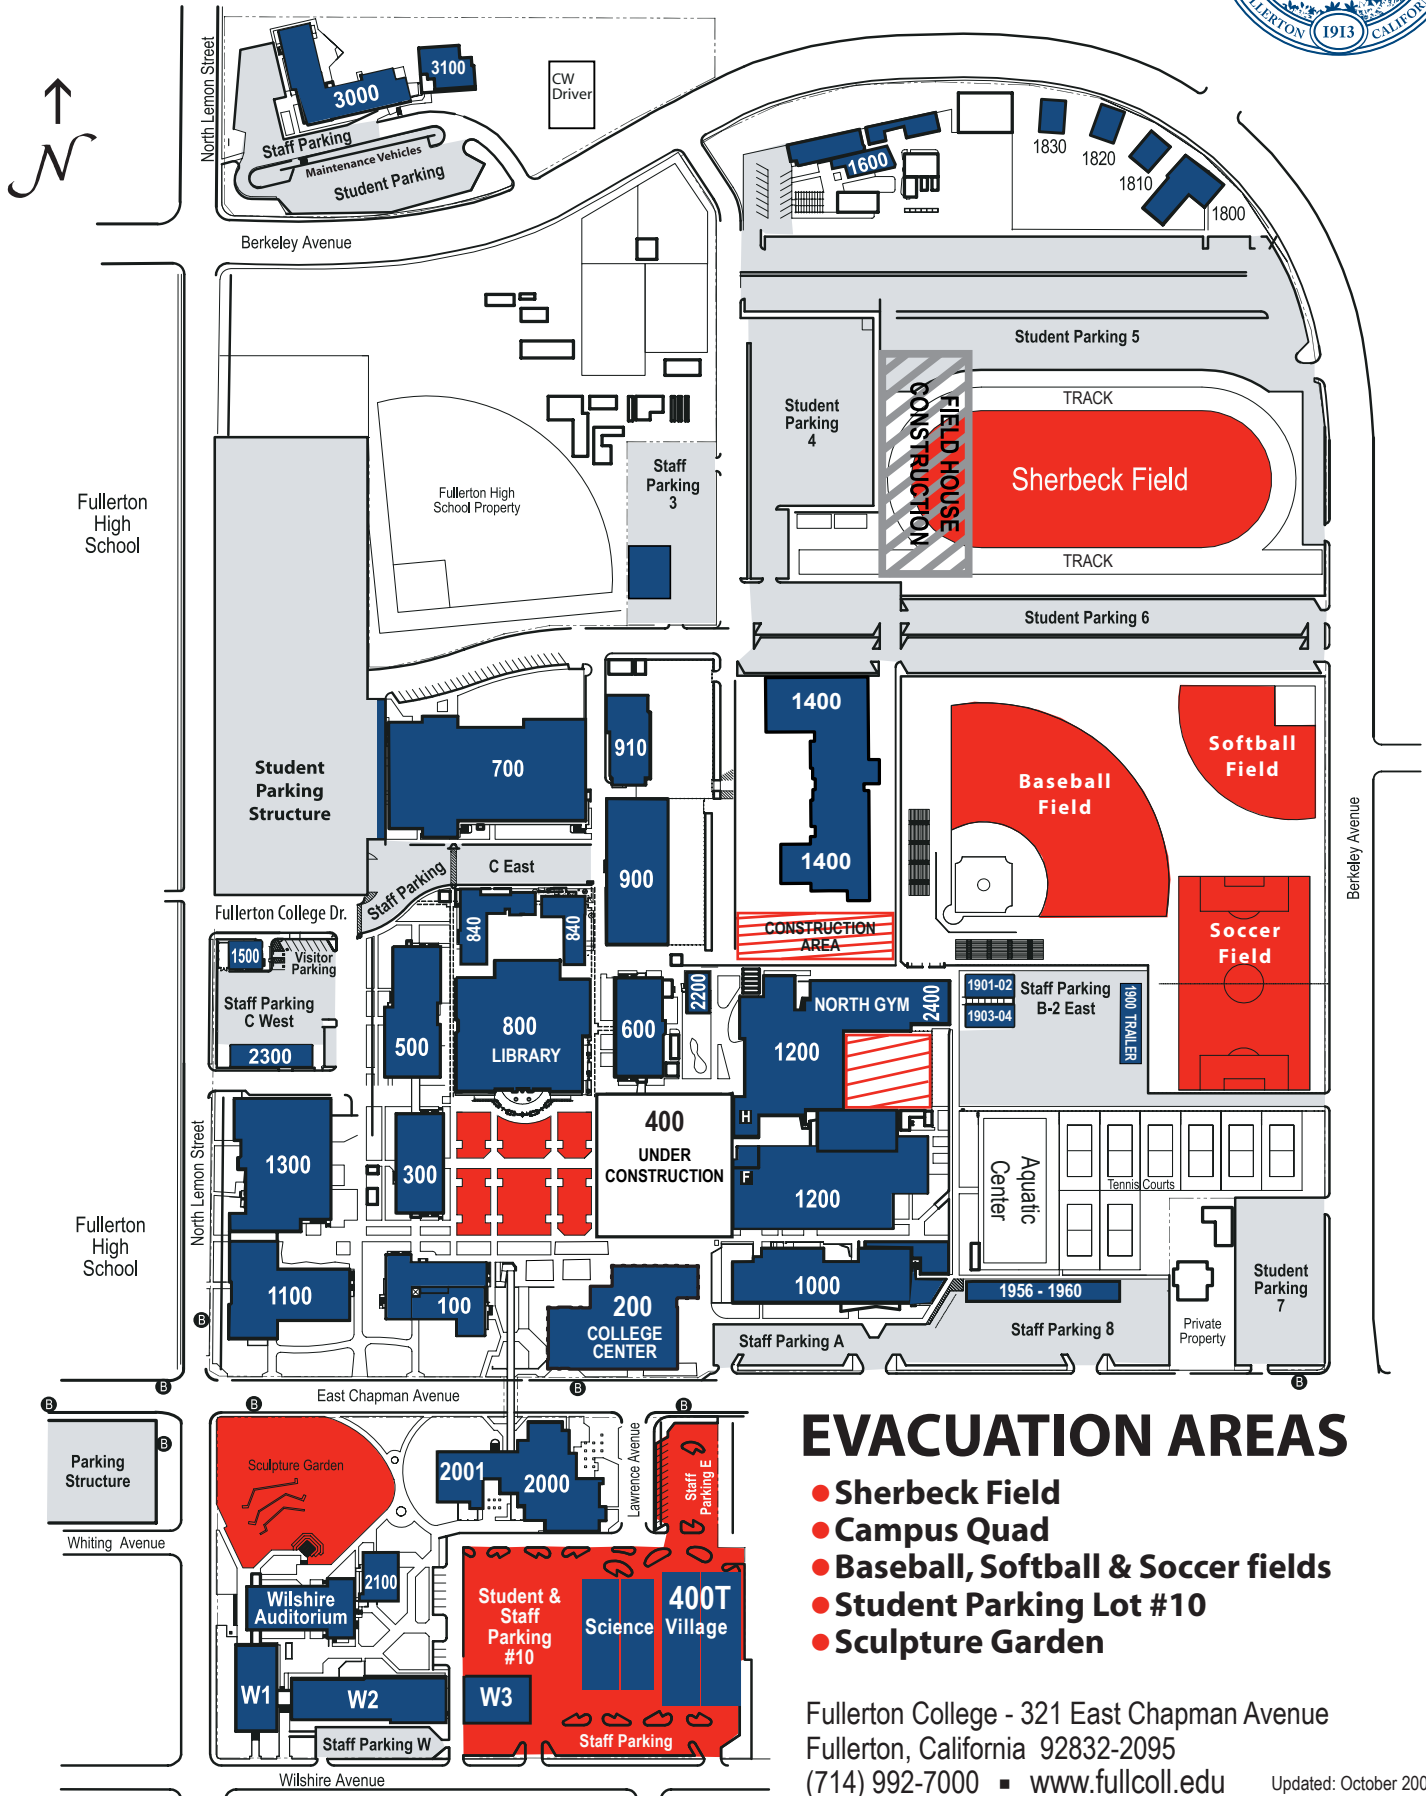 FULLERTON
1913
CALIFOR
N
North Lemon Street
3000
3100
CW
Driver
Staff Parking
Maintenance Vehicles
Student Parking
Berkeley Avenue
1600
1830
1820
1810
1800
Student Parking 5
Student
Parking
4
FIELD HOUSE
CONSTRUCTION
TRACK
Sherbeck Field
TRACK
Fullerton
High
School
Fullerton High
School Property
Staff
Parking
3
Student Parking 6
Student
Parking
Structure
700
910
900
1400
1400
Baseball
Field
Softball
Field
Soccer
Field
Berkeley Avenue
C East
Staff Parking
Fullerton College Dr.
1500
Visitor
Parking
Staff Parking
C West
2300
840
840
500
800
LIBRARY
600
2200
CONSTRUCTION
AREA
NORTH GYM
2400
1200
H
F
1200
1901-02
1903-04
Staff Parking
B-2 East
1900 TRAILER
400
UNDER
CONSTRUCTION
North Lemon Street
1300
300
Fullerton
High
School
1100
100
200
COLLEGE
CENTER
1000
Aquatic
Center
Tennis Courts
1956 - 1960
Staff Parking A
Staff Parking 8
Private
Property
Student
Parking
7
B
East Chapman Avenue
B
B
B
B
B
B
B
Parking
Structure
Whiting Avenue
Sculpture Garden
2001
2000
Lawrence Avenue
Staff
Parking E
2100
Wilshire
Auditorium
W1
W2
W3
Student &
Staff
Parking
#10
Science
400T
Village
Staff Parking
Staff Parking W
Wilshire Avenue
EVACUATION AREAS
• Sherbeck Field
• Campus Quad
• Baseball, Softball & Soccer fields
• Student Parking Lot #10
• Sculpture Garden
Fullerton College - 321 East Chapman Avenue
Fullerton, California 92832-2095
(714) 992-7000 ▪ www.fullcoll.edu
Updated: October 200